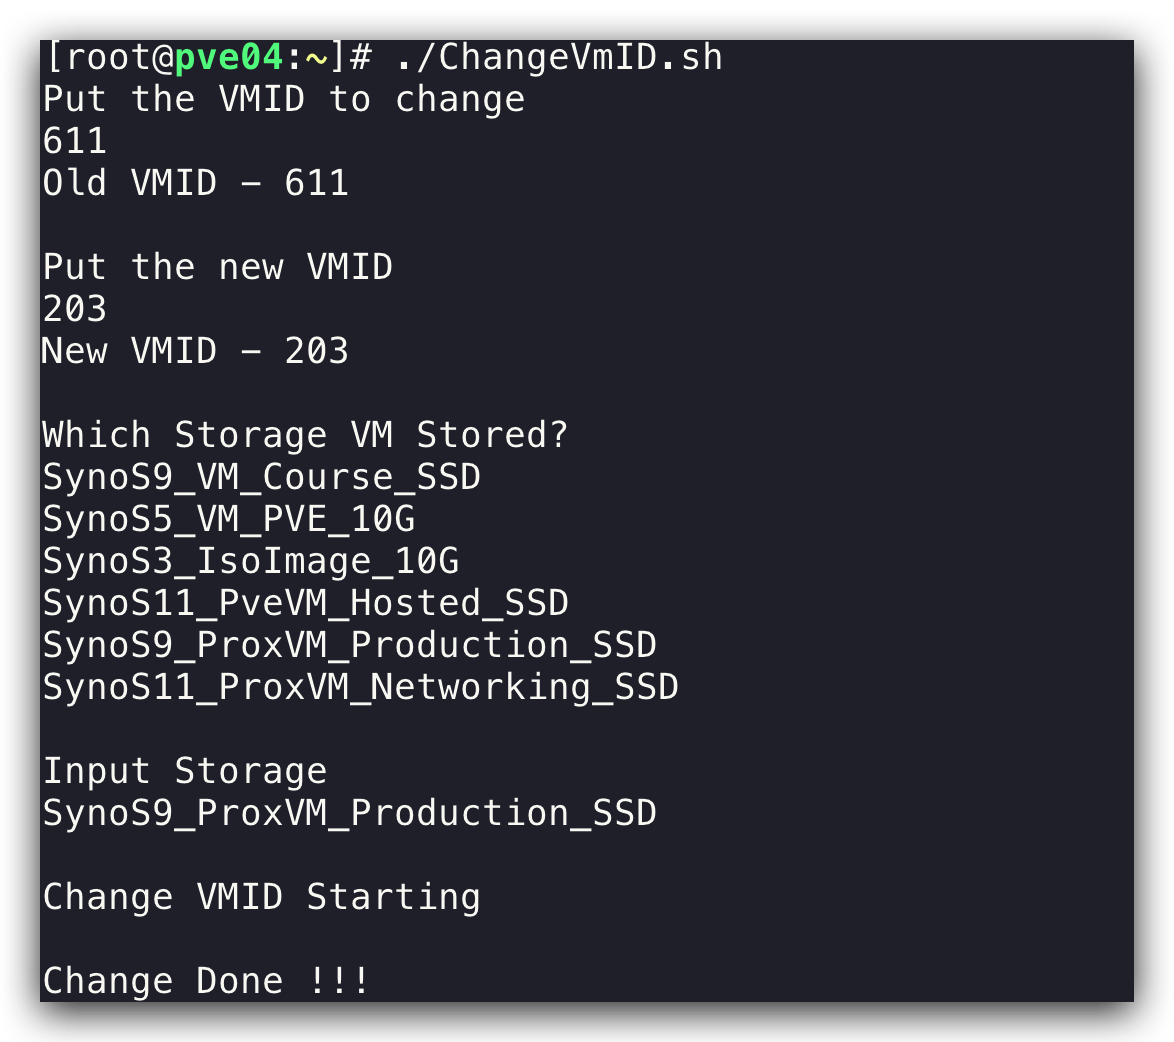 [root@pve04:~]# ./ChangeVmID.sh
Put the VMID to change
611
Old VMID - 611
Put the new VMID
203
New VMID - 203
Which Storage VM Stored?
SynoS9_VM_Course_SSD
SynoS5_VM_PVE_10G
SynoS3_IsoImage_10G
SynoS11_PveVM_Hosted_SSD
SynoS9_ProxVM_Production_SSD
SynoS11_ProxVM_Networking_SSD
Input Storage
SynoS9_ProxVM_Production_SSD
Change VMID Starting
Change Done !!!